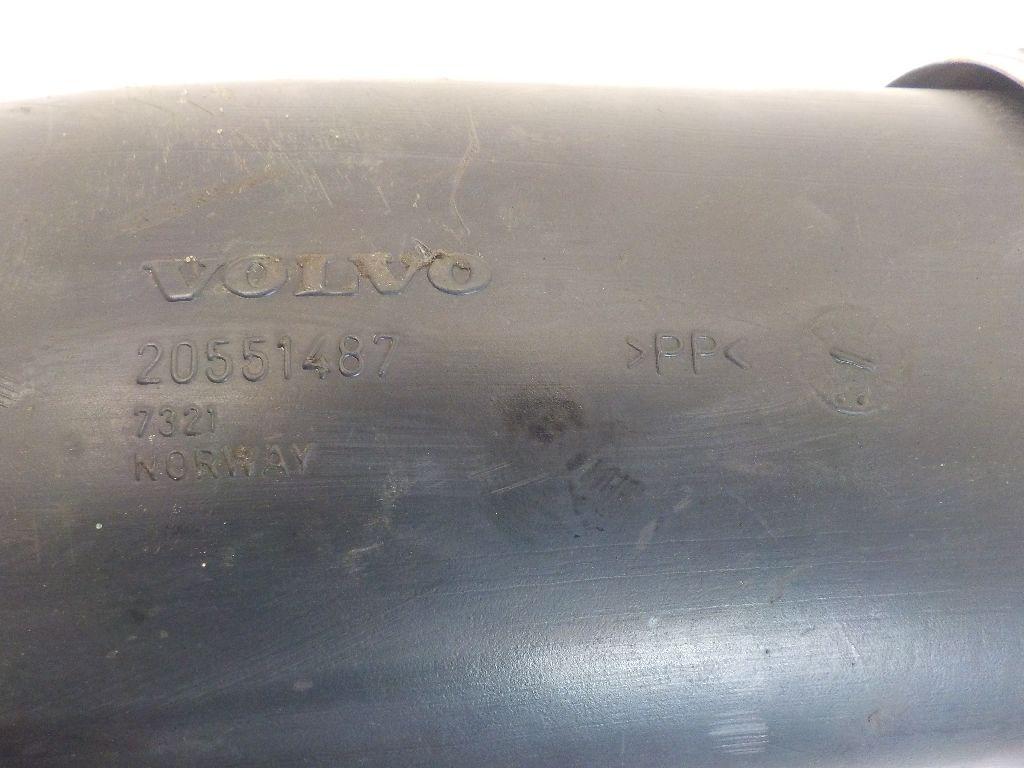 VOLVO
20551487
>PP<
7321
NORWAY